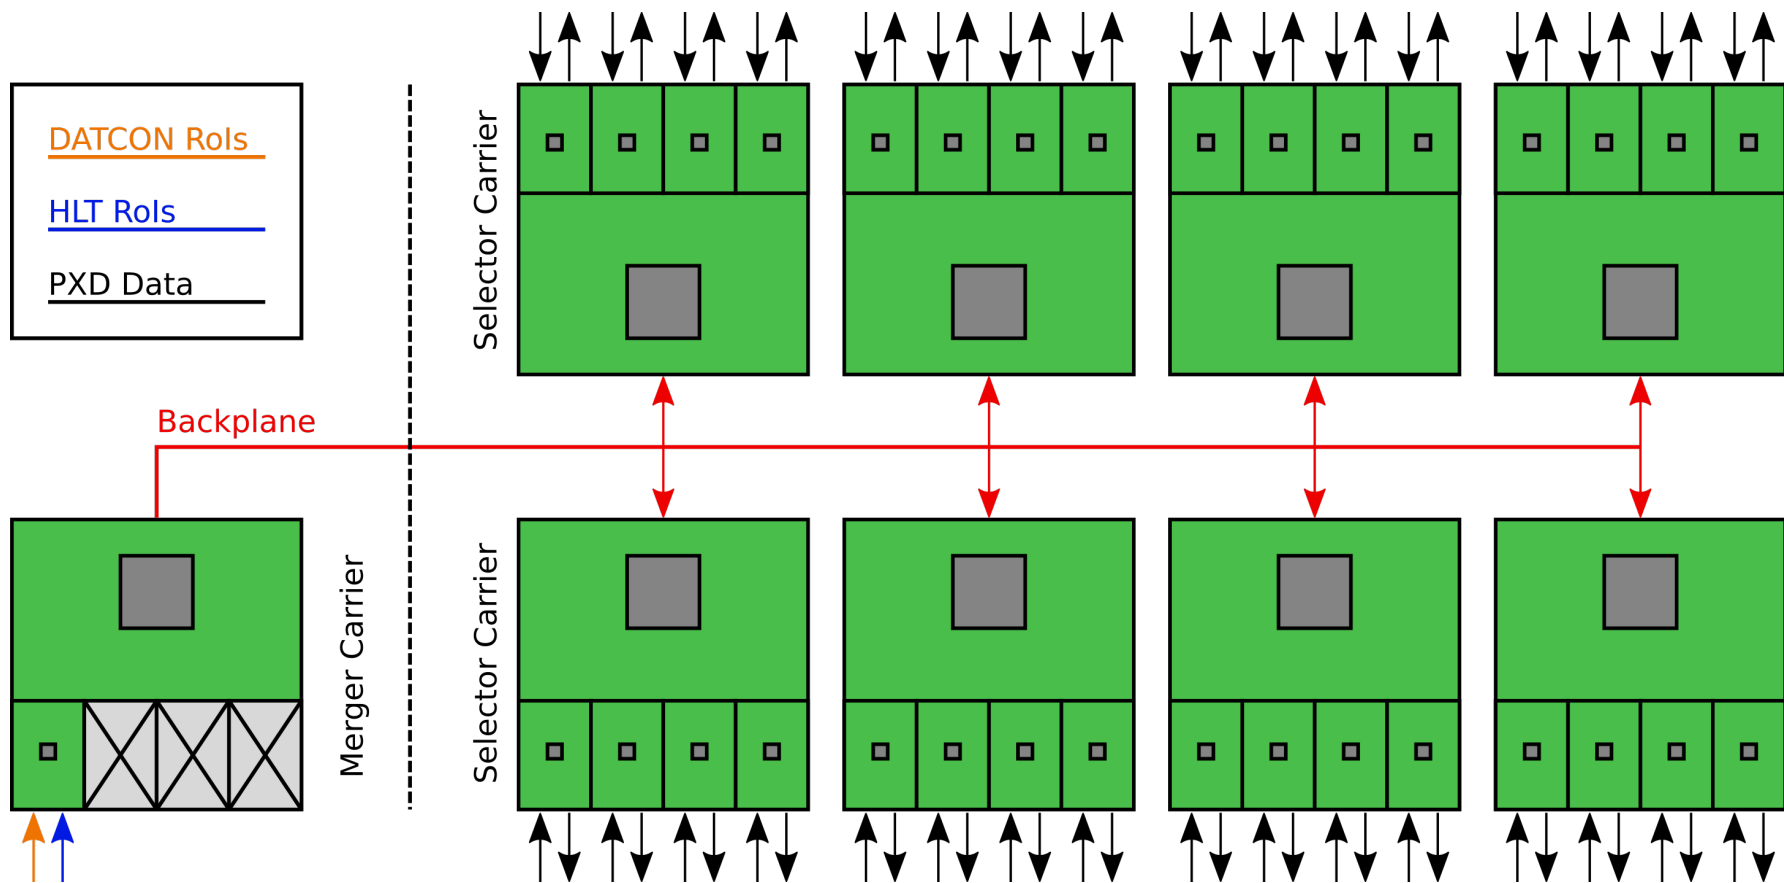 DATCON RoIs
HLT RoIs
PXD Data
Selector Carrier
Backplane
Merger Carrier
Selector Carrier